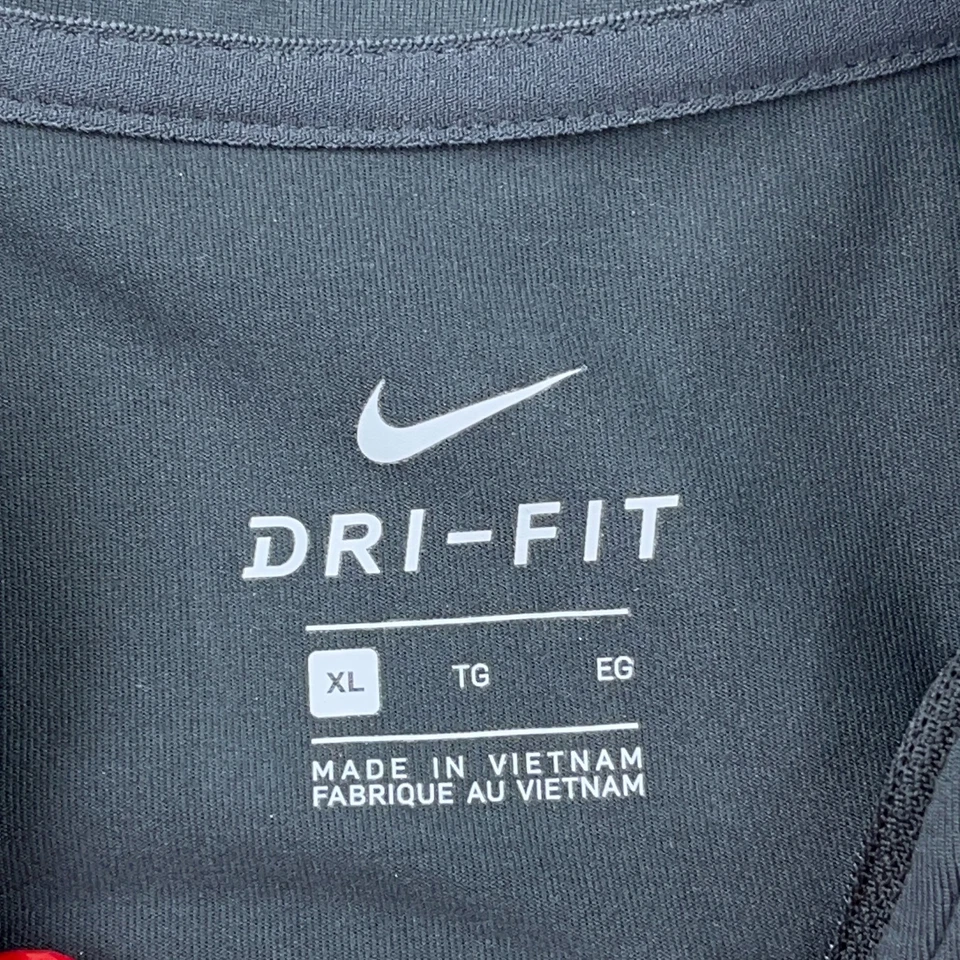 DRI-FIT
XL TG EG
MADE IN VIETNAM
FABRIQUE AU VIETNAM